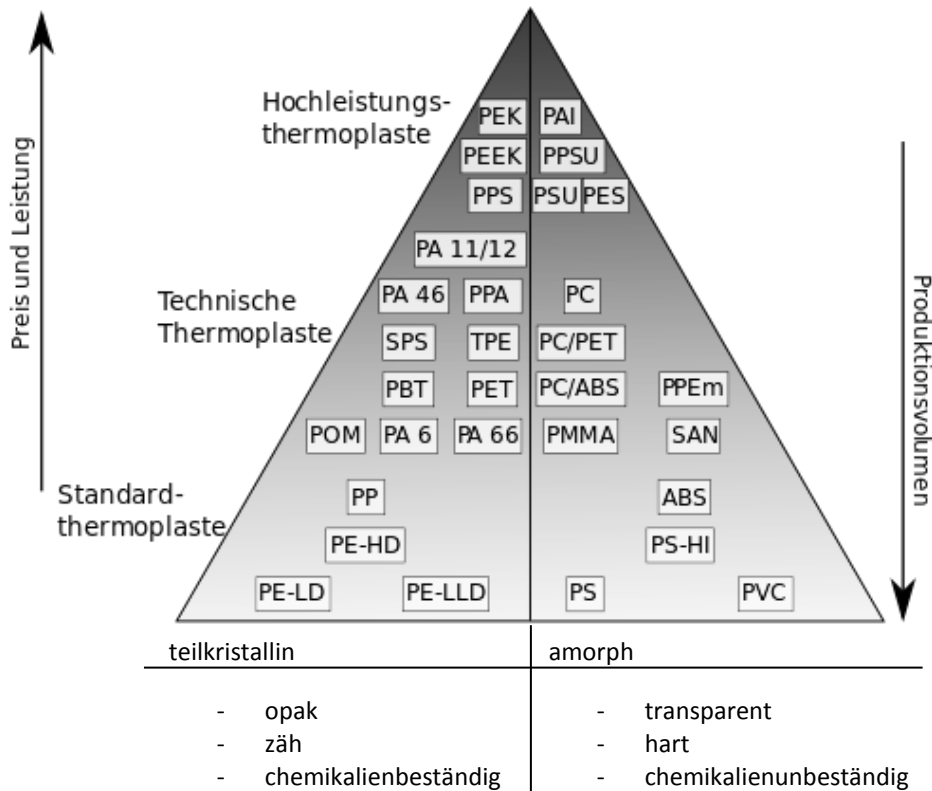 Preis und Leistung
Hochleistungs-
thermoplaste
PEK PAI
PEEK PPSU
PPS PSU PES
PA 11/12
Technische
Thermoplaste
PA 46 PPA PC
SPS TPE PC/PET
PBT PET PC/ABS PPEm
POM PA 6 PA 66 PMMA SAN
Standard-
thermoplaste
PP ABS
PE-HD PS-HI
PE-LD PE-LLD PS PVC
Produktionsvolumen
teilkristallin amorph
- opak - transparent
- zäh - hart
- chemikalienbeständig - chemikalienunbeständig